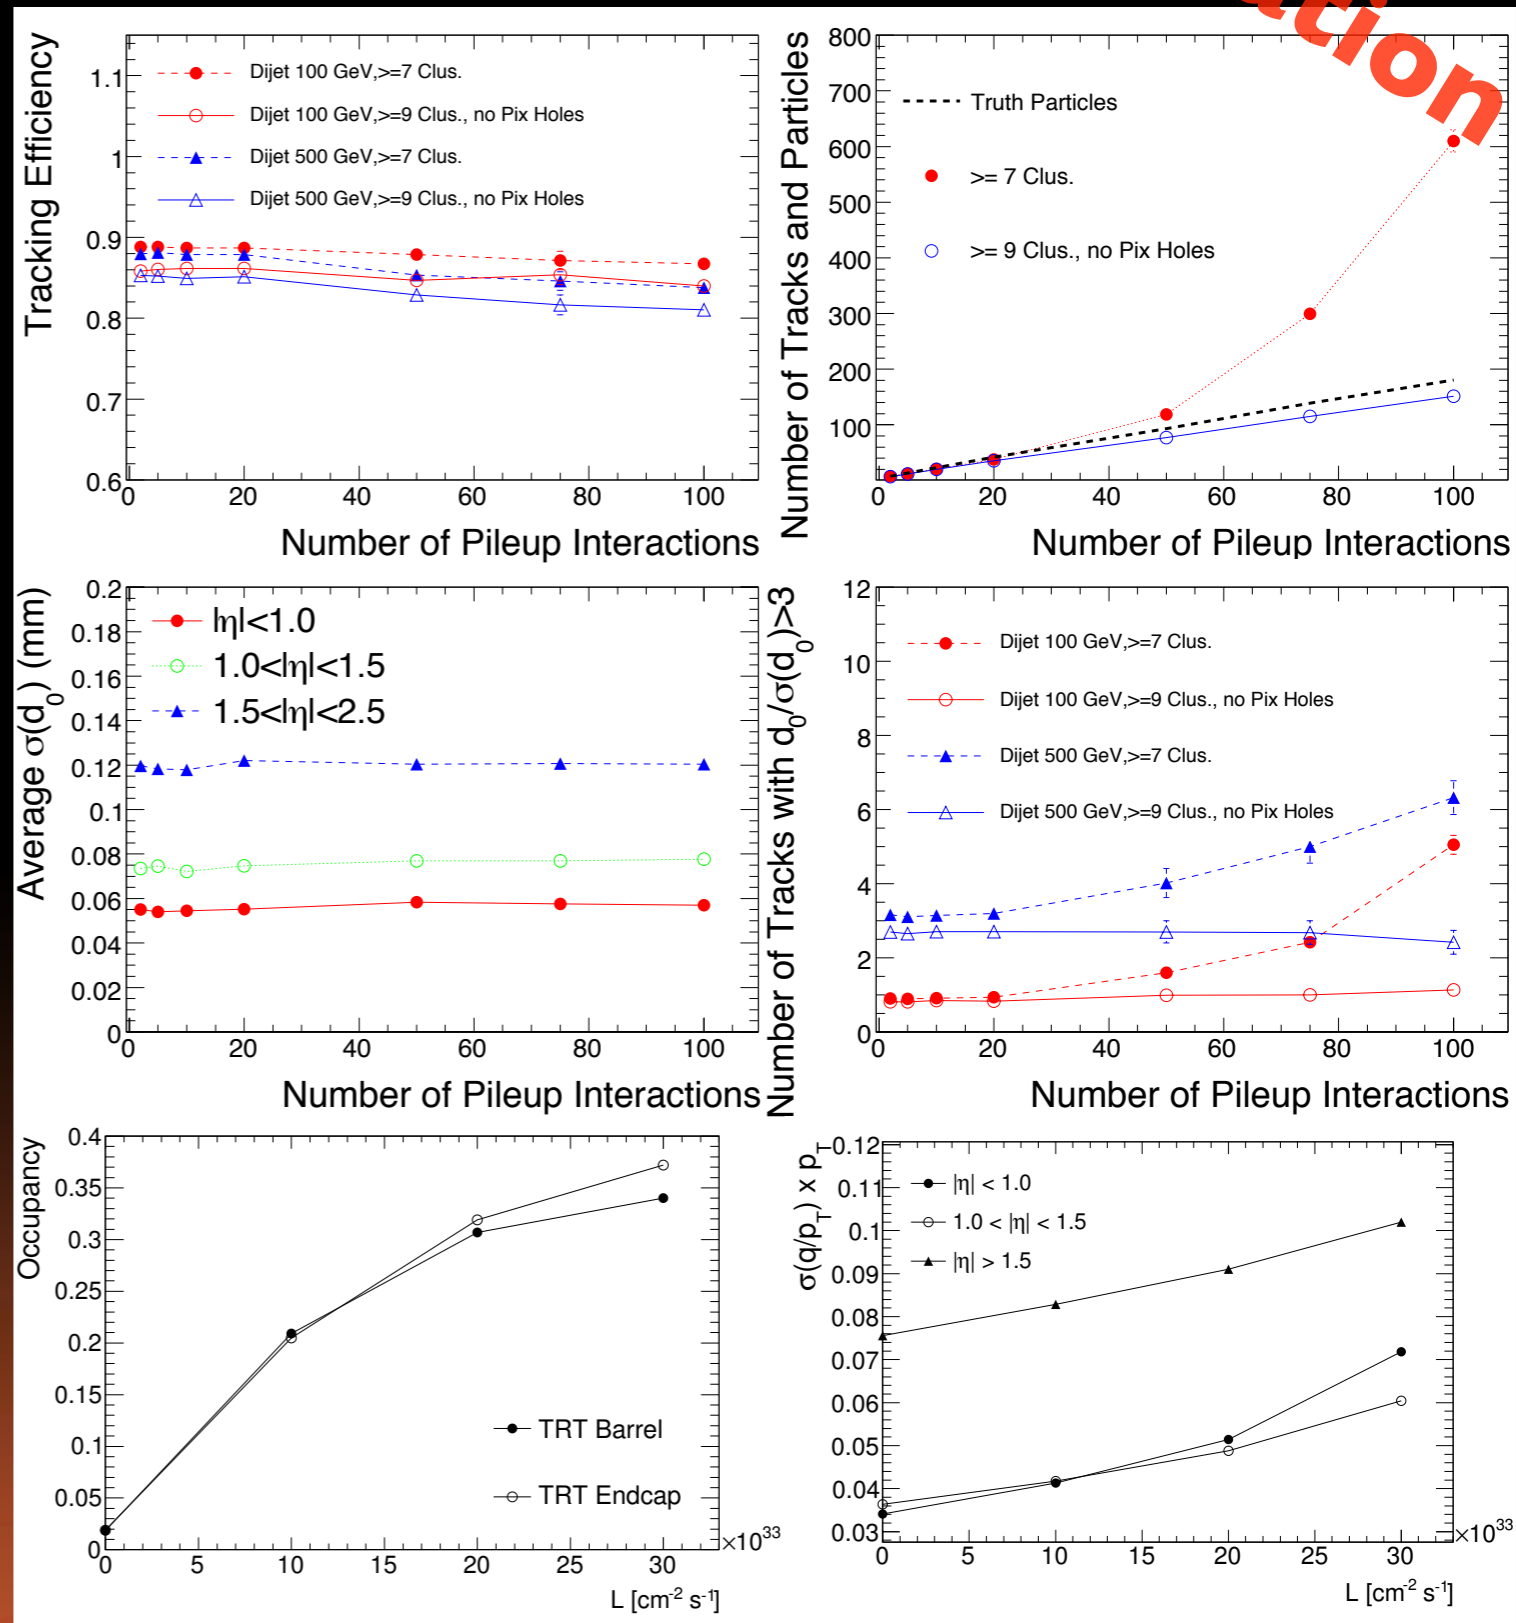 ation
Tracking Efficiency
1.1
1
0.9
0.8
0.7
0.6
Dijet 100 GeV,>=7 Clus.
Dijet 100 GeV,>=9 Clus., no Pix Holes
Dijet 500 GeV,>=7 Clus.
Dijet 500 GeV,>=9 Clus., no Pix Holes
0 20 40 60 80 100
Number of Pileup Interactions
Number of Tracks and Particles
800
700
600
500
400
300
200
100
Truth Particles
>= 7 Clus.
>= 9 Clus., no Pix Holes
0 20 40 60 80 100
Number of Pileup Interactions
Average σ(d0) (mm)
0.2
0.18
0.16
0.14
0.12
0.1
0.08
0.06
0.04
0.02
0
|η|<1.0
1.0<|η|<1.5
1.5<|η|<2.5
0 20 40 60 80 100
Number of Pileup Interactions
Number of Tracks with d0/σ(d0)>3
12
10
8
6
4
2
0
Dijet 100 GeV,>=7 Clus.
Dijet 100 GeV,>=9 Clus., no Pix Holes
Dijet 500 GeV,>=7 Clus.
Dijet 500 GeV,>=9 Clus., no Pix Holes
0 20 40 60 80 100
Number of Pileup Interactions
Occupancy
0.4
0.35
0.3
0.25
0.2
0.15
0.1
0.05
0
TRT Barrel
TRT Endcap
×10^33
0 5 10 15 20 25 30
L [cm^-2 s^-1]
σ(q/pT) x pT
0.12
0.11
0.1
0.09
0.08
0.07
0.06
0.05
0.04
0.03
|η| < 1.0
1.0 < |η| < 1.5
|η| > 1.5
×10^33
0 5 10 15 20 25 30
L [cm^-2 s^-1]